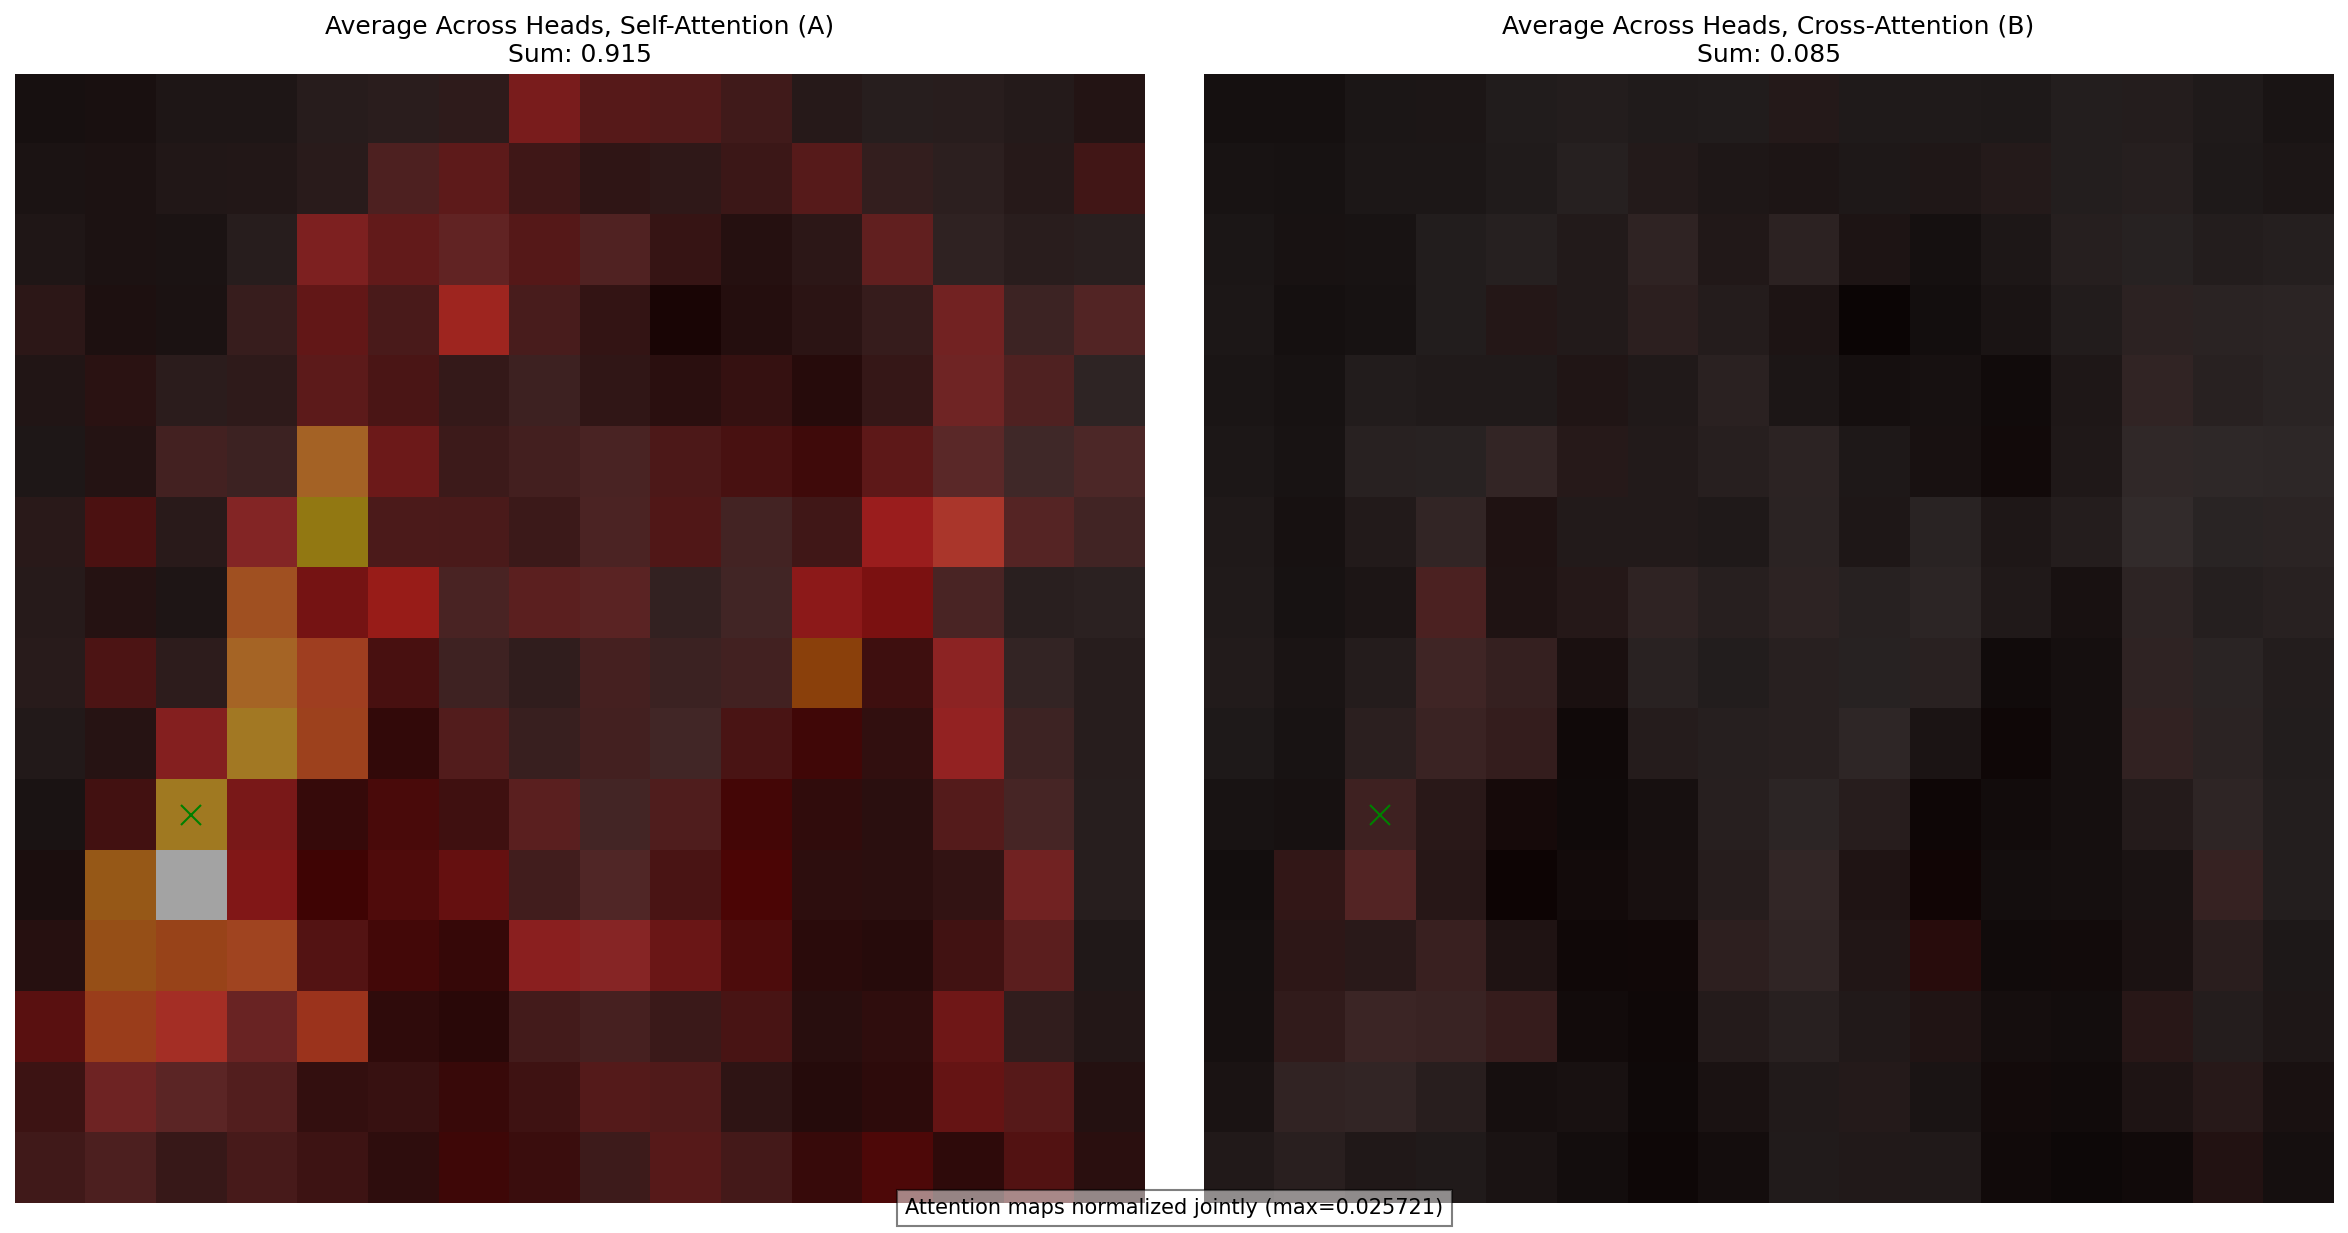 Average Across Heads, Self-Attention (A)
Sum: 0.915
Average Across Heads, Cross-Attention (B)
Sum: 0.085
Attention maps normalized jointly (max=0.025721)